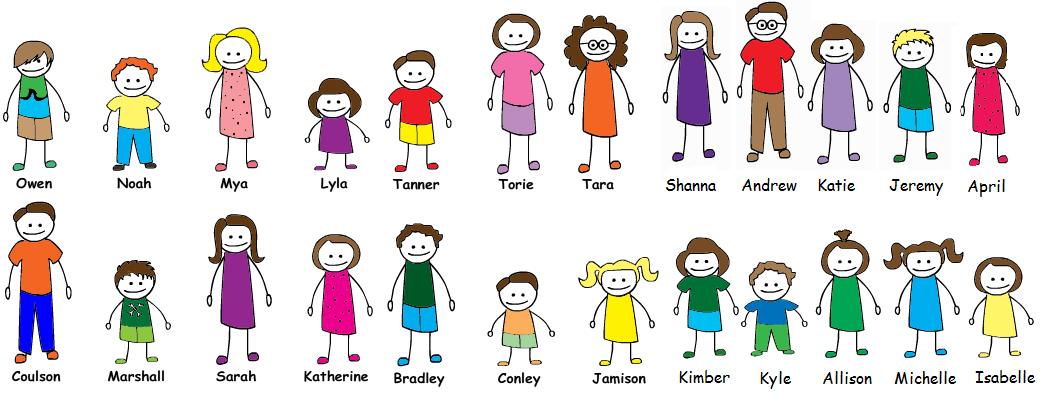 Owen Noah Mya Lyla Tanner Torie Tara Shanna Andrew Katie Jeremy April
Coulson Marshall Sarah Katherine Bradley Conley Jamison Kimber Kyle Allison Michelle Isabelle